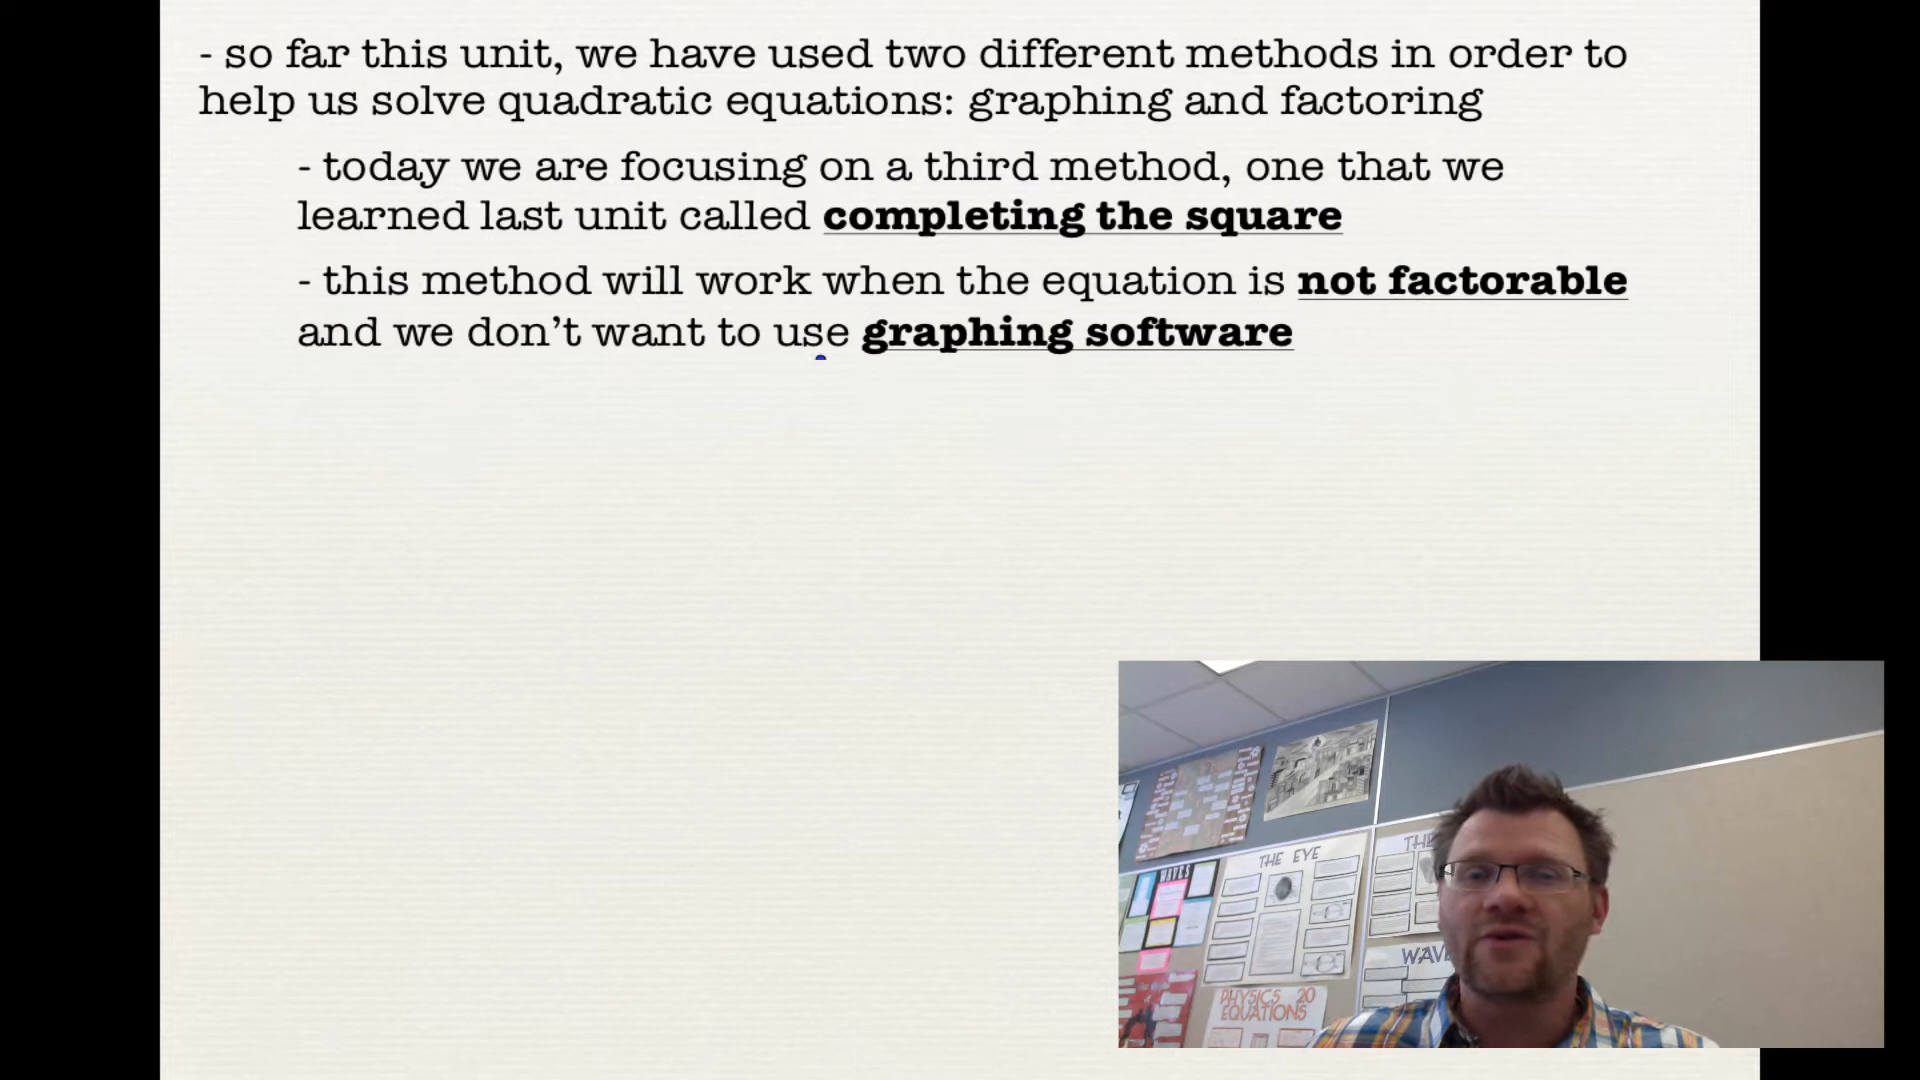 - so far this unit, we have used two different methods in order to
help us solve quadratic equations: graphing and factoring
- today we are focusing on a third method, one that we
learned last unit called completing the square
- this method will work when the equation is not factorable
and we don't want to use graphing software
THE EYE
WAVES
PHYSICS 20
EQUATIONS